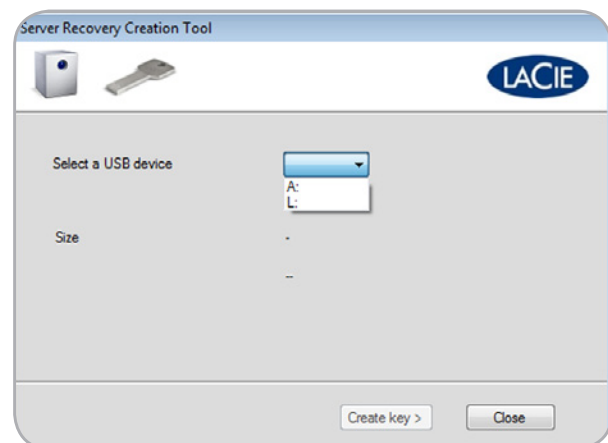 Server Recovery Creation Tool
LACIE
Select a USB device
A:
L:
Size -
--
Create key > Close